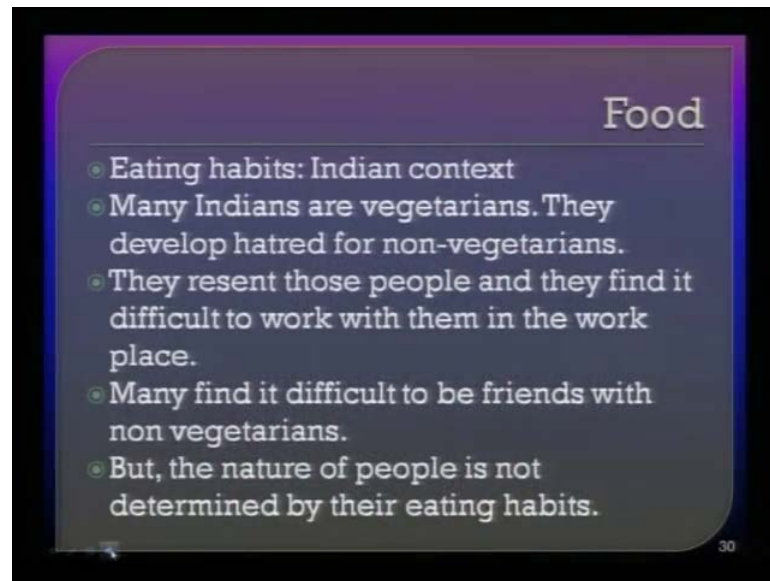 Food
Eating habits: Indian context
Many Indians are vegetarians. They
develop hatred for non-vegetarians.
They resent those people and they find it
difficult to work with them in the work
place.
Many find it difficult to be friends with
non vegetarians.
But, the nature of people is not
determined by their eating habits.
30